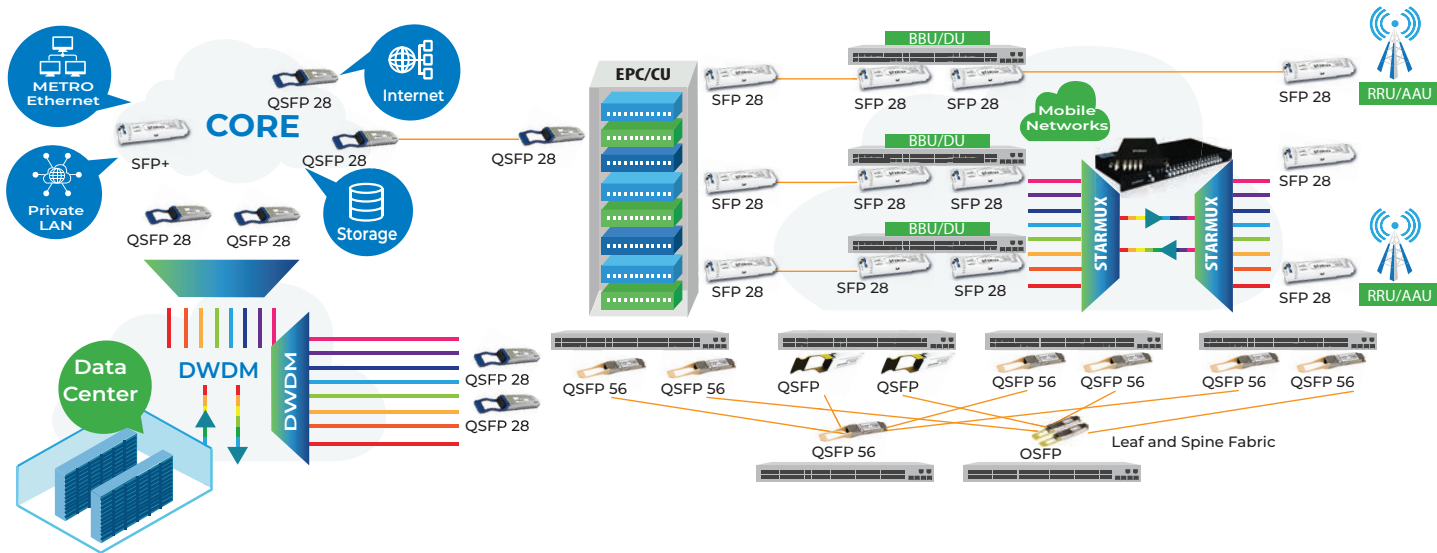 METRO
Ethernet
Internet
QSFP 28
CORE
SFP+
QSFP 28
QSFP 28
Private
LAN
Storage
QSFP 28
QSFP 28
EPC/CU
BBU/DU
SFP 28
SFP 28
SFP 28
SFP 28
RRU/AAU
Mobile
Networks
BBU/DU
SFP 28
SFP 28
SFP 28
SFP 28
BBU/DU
SFP 28
SFP 28
SFP 28
STARMUX
STARMUX
SFP 28
RRU/AAU
Data
Center
DWDM
DWDM
QSFP 28
QSFP 28
QSFP 56
QSFP 56
QSFP
QSFP
QSFP 56
QSFP 56
QSFP 56
QSFP 56
QSFP 56
OSFP
Leaf and Spine Fabric